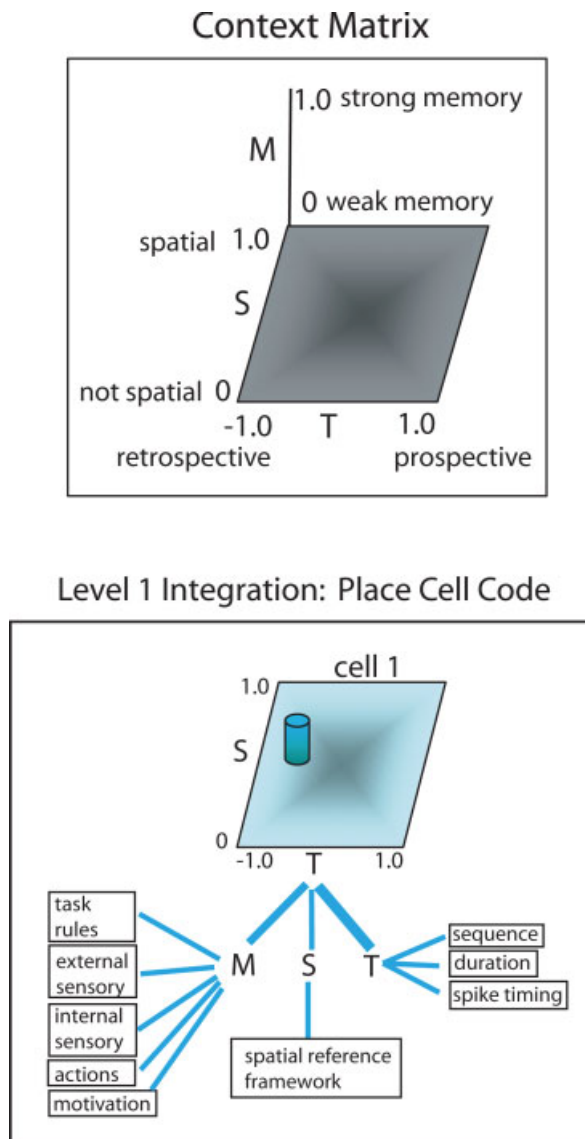 Context Matrix
1.0 strong memory
M
0 weak memory
spatial 1.0
S
not spatial 0
-1.0 T 1.0
retrospective prospective
Level 1 Integration: Place Cell Code
cell 1
1.0
S
0
-1.0 T 1.0
task
rules
external
sensory
internal
sensory
actions
motivation
M S T
spatial reference
framework
sequence
duration
spike timing